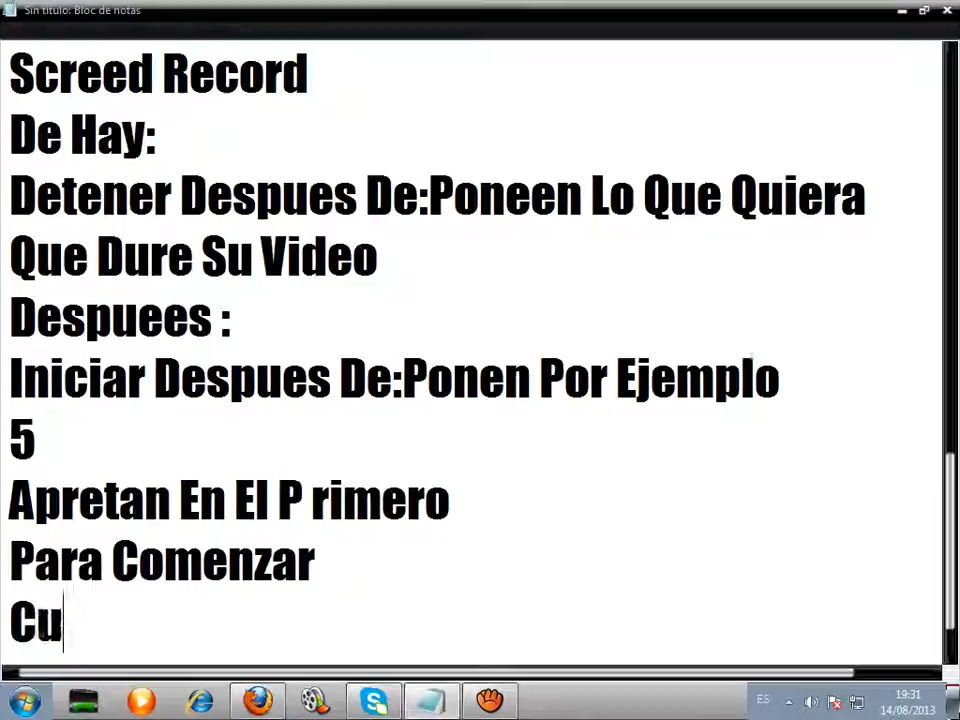 Sin título: Bloc de notas
Screed Record
De Hay:
Detener Despues De:Poneen Lo Que Quiera
Que Dure Su Video
Despuees :
Iniciar Despues De:Ponen Por Ejemplo
5
Apretan En El P rimero
Para Comenzar
Cu
ES
19:31
14/08/2013